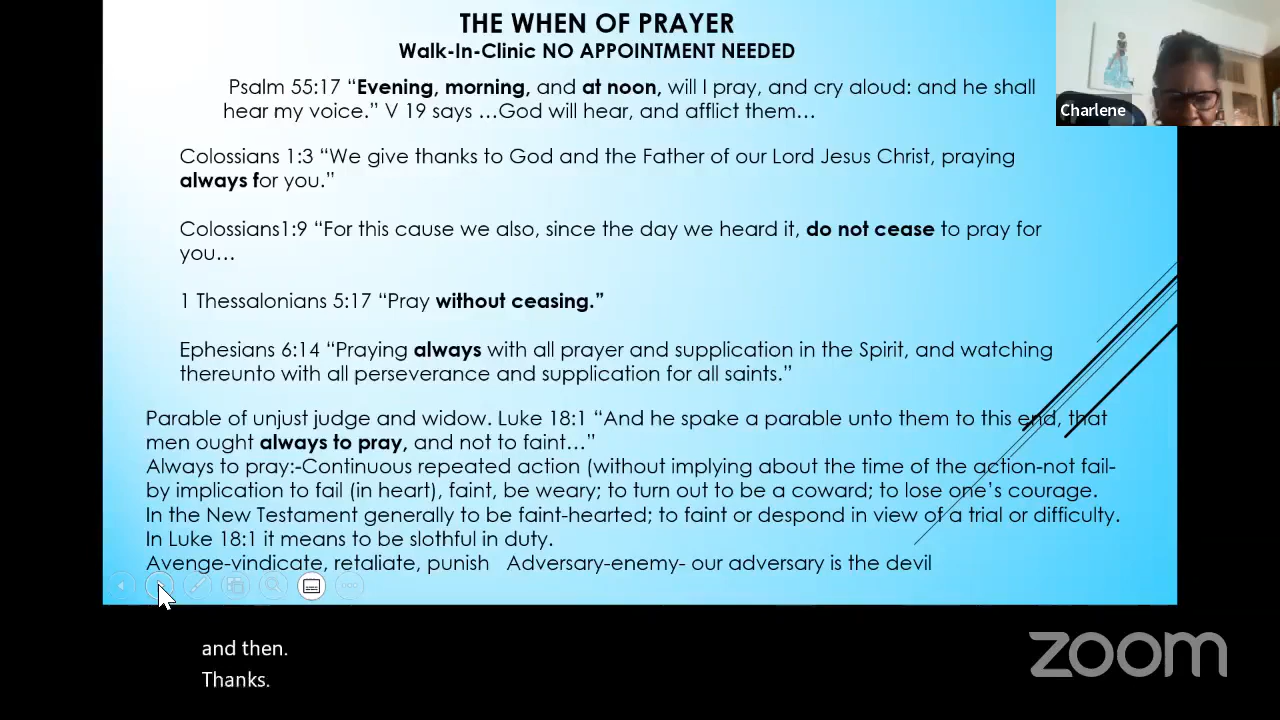 THE WHEN OF PRAYER
Walk-In-Clinic NO APPOINTMENT NEEDED
Psalm 55:17 “Evening, morning, and at noon, will I pray, and cry aloud: and he shall
hear my voice.” V 19 says …God will hear, and afflict them…
Charlene
Colossians 1:3 “We give thanks to God and the Father of our Lord Jesus Christ, praying
always for you.”
Colossians1:9 “For this cause we also, since the day we heard it, do not cease to pray for
you…
1 Thessalonians 5:17 “Pray without ceasing.”
Ephesians 6:14 “Praying always with all prayer and supplication in the Spirit, and watching
thereunto with all perseverance and supplication for all saints.”
Parable of unjust judge and widow. Luke 18:1 “And he spake a parable unto them to this end, that
men ought always to pray, and not to faint…”
Always to pray:-Continuous repeated action (without implying about the time of the action-not fail-
by implication to fail (in heart), faint, be weary; to turn out to be a coward; to lose one’s courage.
In the New Testament generally to be faint-hearted; to faint or despond in view of a trial or difficulty.
In Luke 18:1 it means to be slothful in duty.
Avenge-vindicate, retaliate, punish   Adversary-enemy- our adversary is the devil
and then.
Thanks.
zoom